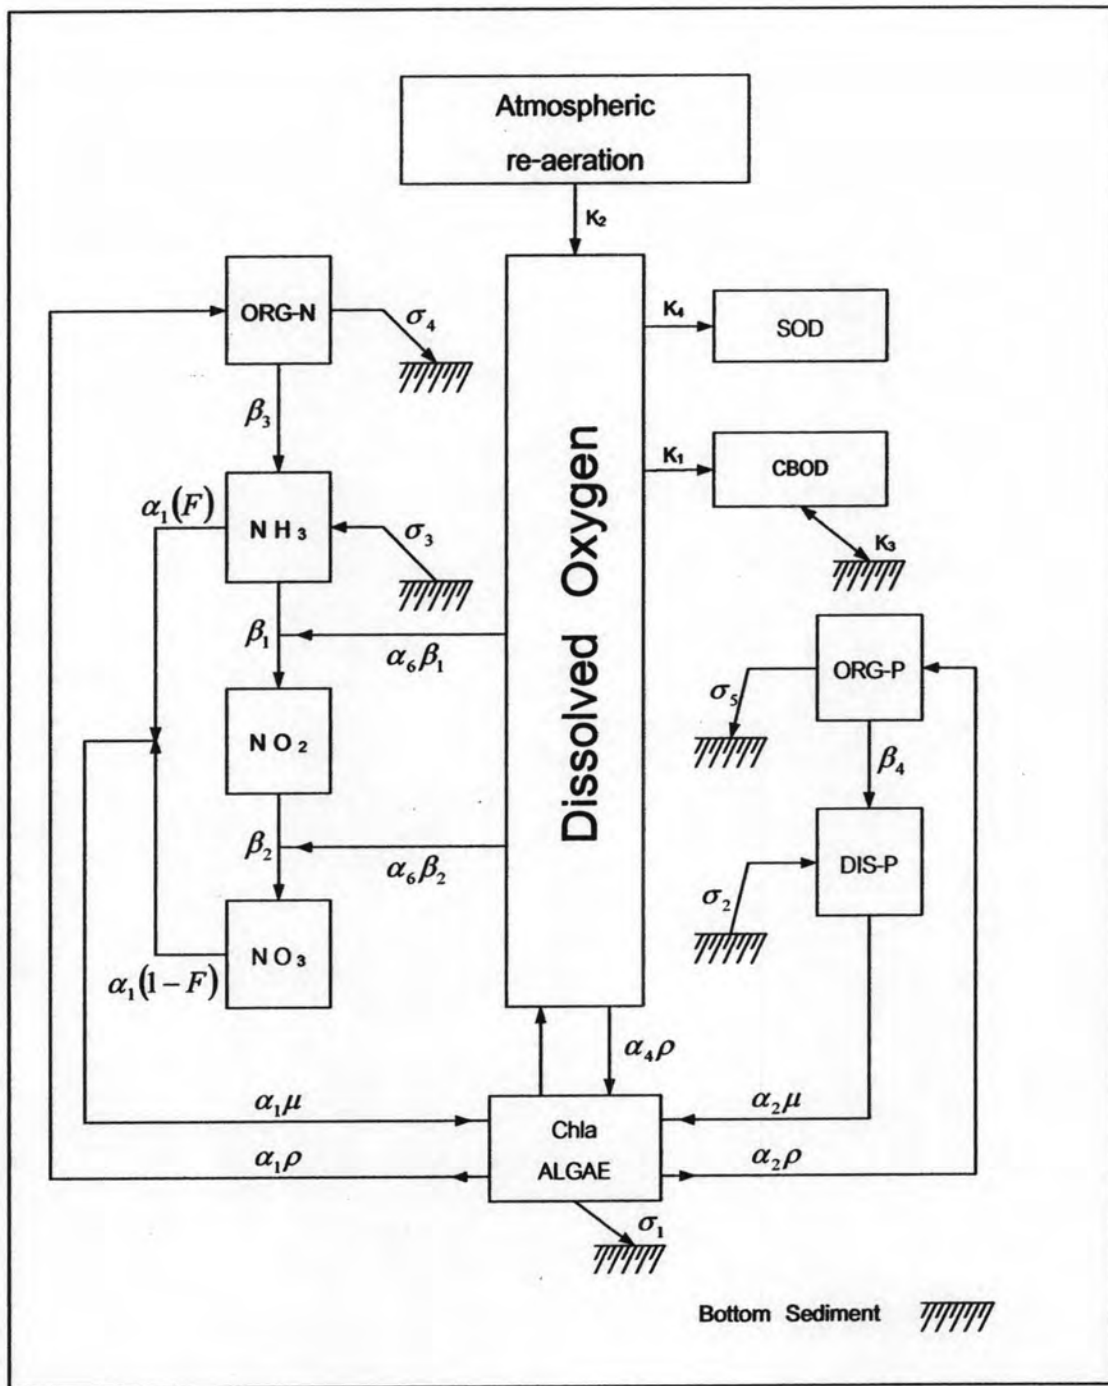 Atmospheric
re-aeration
K₂
ORG-N
σ₄
K₄
SOD
β₃
K₁
CBOD
α₁(F)
NH₃
σ₃
K₃
β₁
α₆β₁
Dissolved Oxygen
ORG-P
σ₅
NO₂
β₄
β₂
α₆β₂
DIS-P
σ₂
NO₃
α₁(1−F)
α₄ρ
α₁μ
Chla
ALGAE
α₂μ
α₁ρ
α₂ρ
σ₁
Bottom Sediment